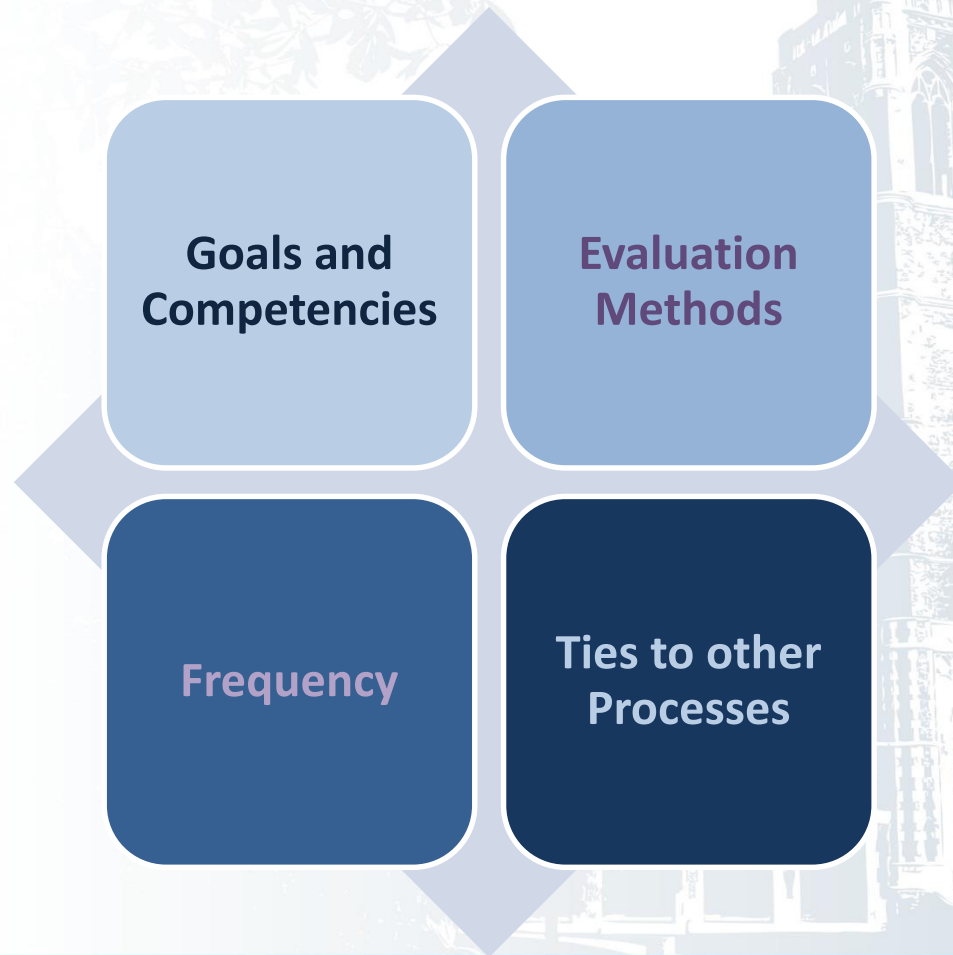 Goals and
Competencies
Evaluation
Methods
Frequency
Ties to other
Processes